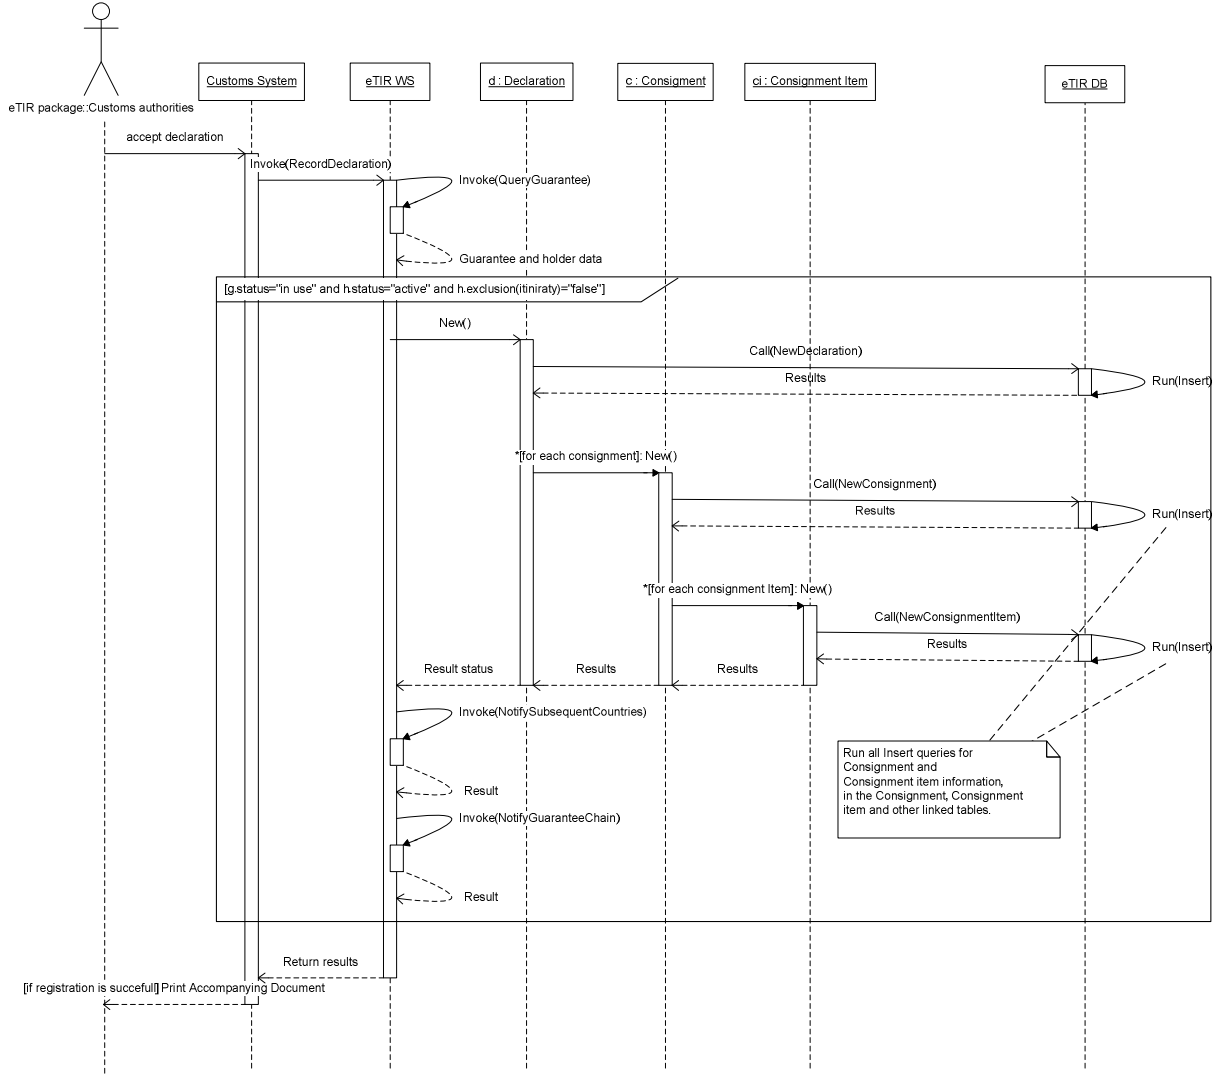 eTIR package::Customs authorities
Customs System
eTIR WS
d : Declaration
c : Consigment
ci : Consignment Item
eTIR DB
accept declaration
Invoke(RecordDeclaration)
Invoke(QueryGuarantee)
Guarantee and holder data
[g.status="in use" and h.status="active" and h.exclusion(itiniraty)="false"]
New()
Call(NewDeclaration)
Results
Run(Insert)
*[for each consignment]: New()
Call(NewConsignment)
Results
Run(Insert)
*[for each consignment Item]: New()
Call(NewConsignmentItem)
Results
Run(Insert)
Result status
Results
Results
Invoke(NotifySubsequentCountries)
Run all Insert queries for
Consignment and
Consignment item information,
in the Consignment, Consignment
item and other linked tables.
Result
Invoke(NotifyGuaranteeChain)
Result
Return results
[if registration is succefull] Print Accompanying Document